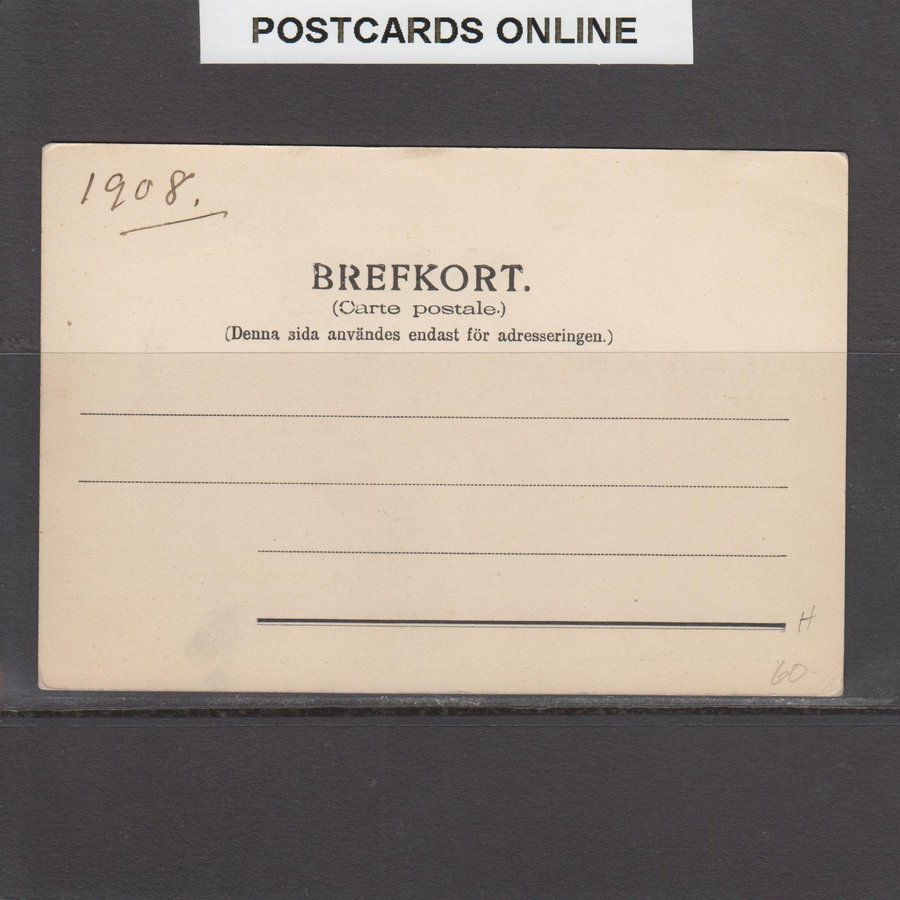 POSTCARDS ONLINE
1908.
BREFKORT.
(Carte postale.)
(Denna sida användes endast för adresseringen.)
H
60-